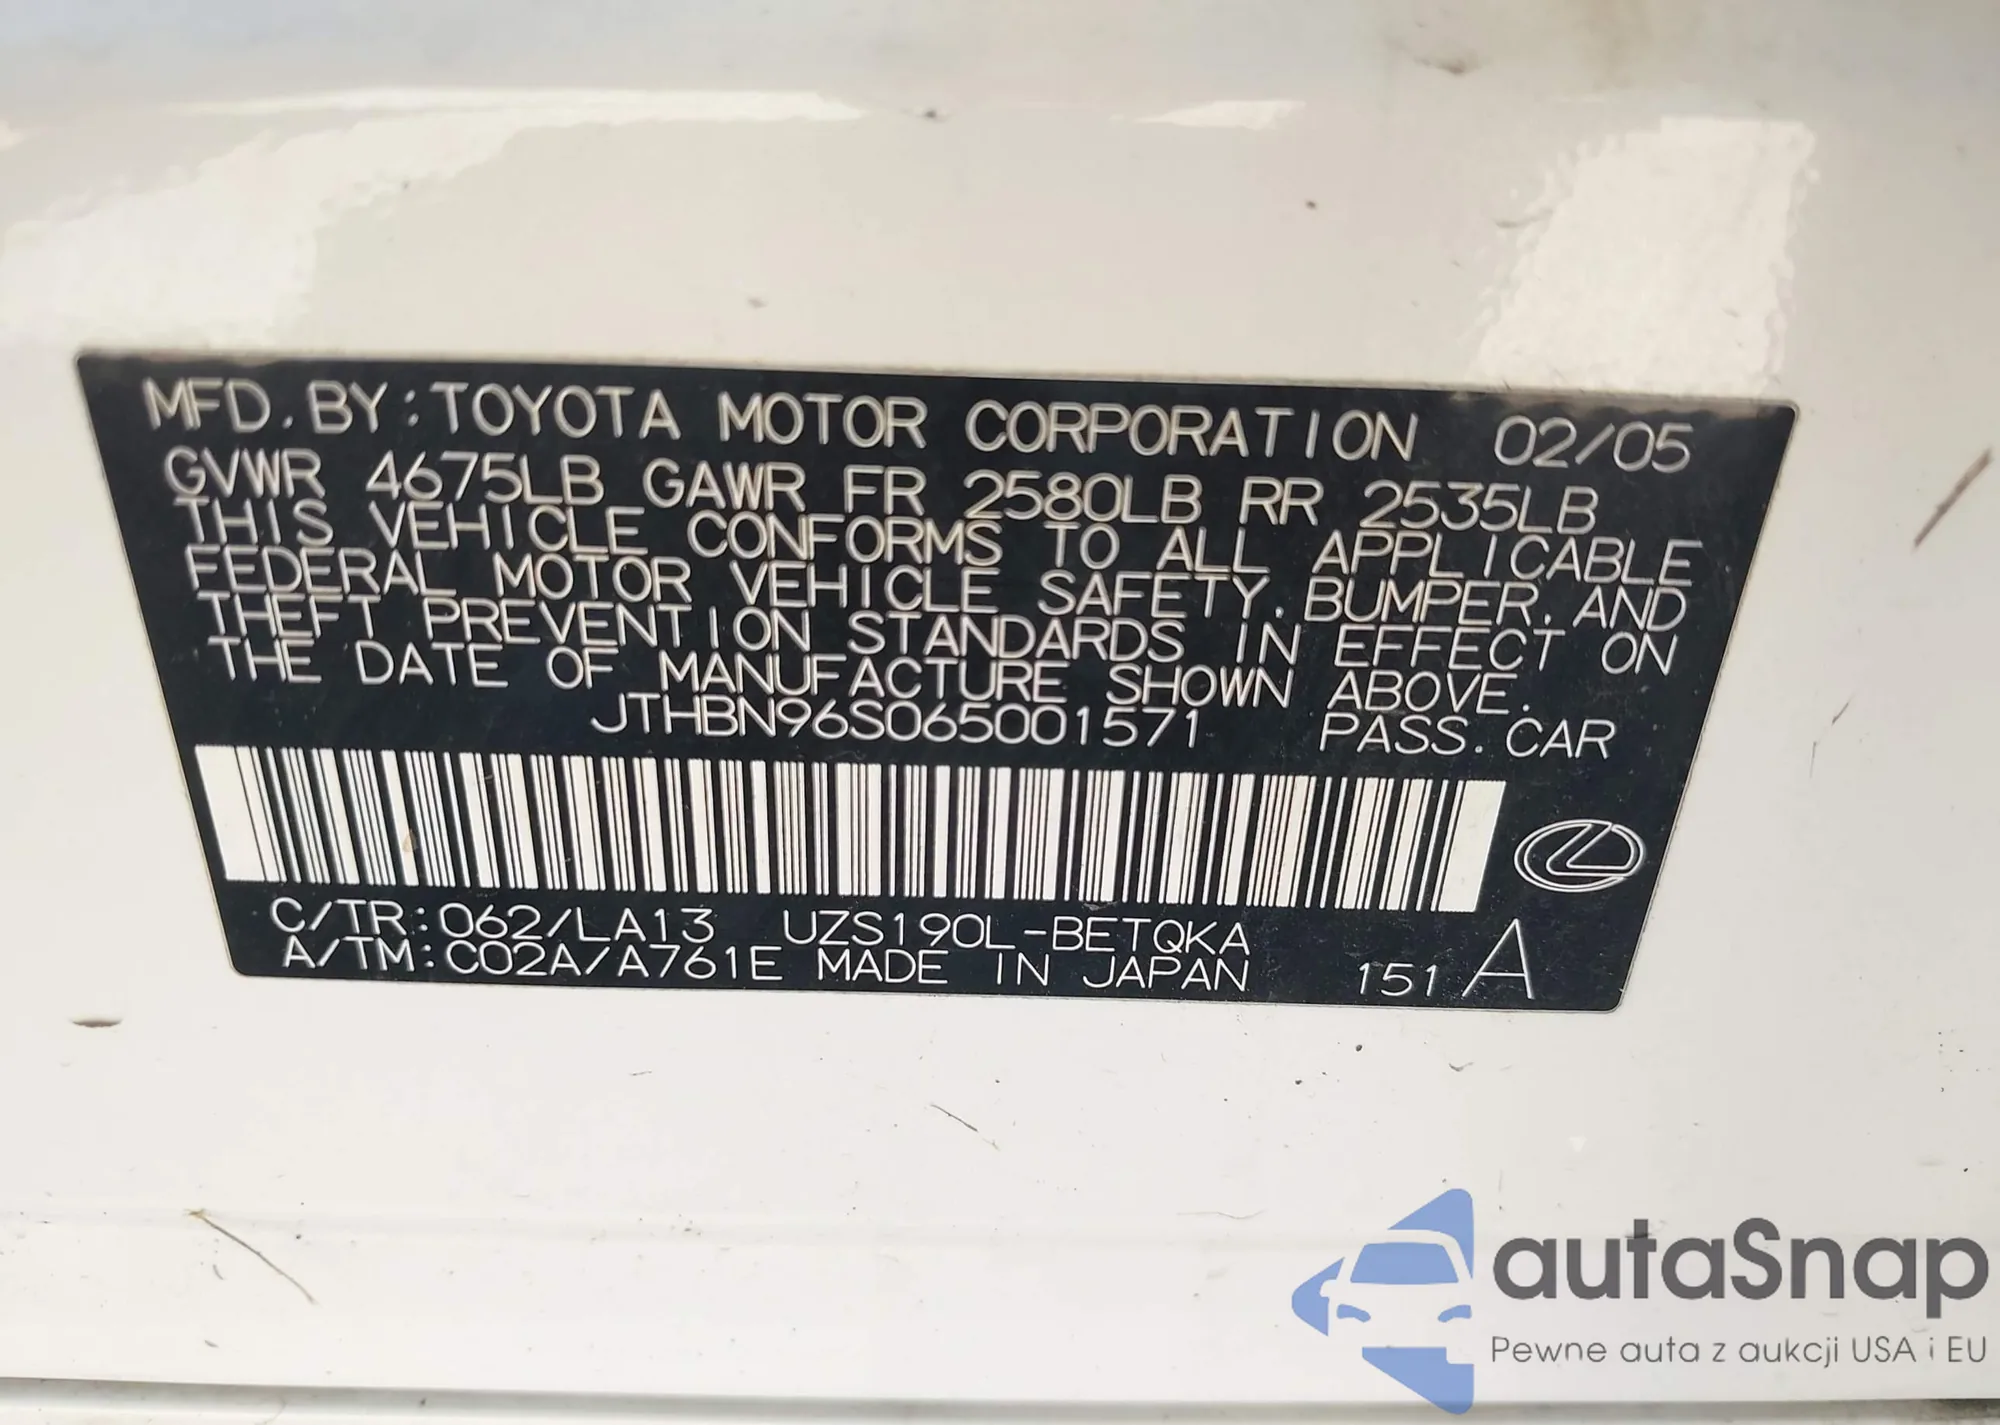 MFD. BY: TOYOTA MOTOR CORPORATION 02/05
GVWR 4675LB GAWR FR 2580LB RR 2535LB
THIS VEHICLE CONFORMS TO ALL APPLICABLE
FEDERAL MOTOR VEHICLE SAFETY, BUMPER, AND
THEFT PREVENTION STANDARDS IN EFFECT ON
THE DATE OF MANUFACTURE SHOWN ABOVE.
JTHBN96S065001571 PASS. CAR
C/TR: 062/LA13 UZS190L-BETQKA
A/TM: C02A/A761E MADE IN JAPAN 151 A
autaSnap
Pewne auta z aukcji USA i EU